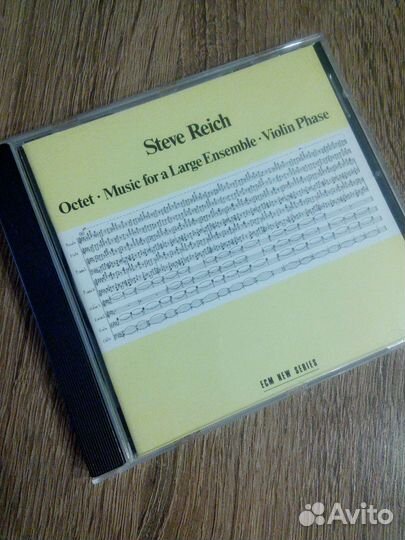 Steve Reich
Octet · Music for a Large Ensemble · Violin Phase
ECM NEW SERIES
Avito